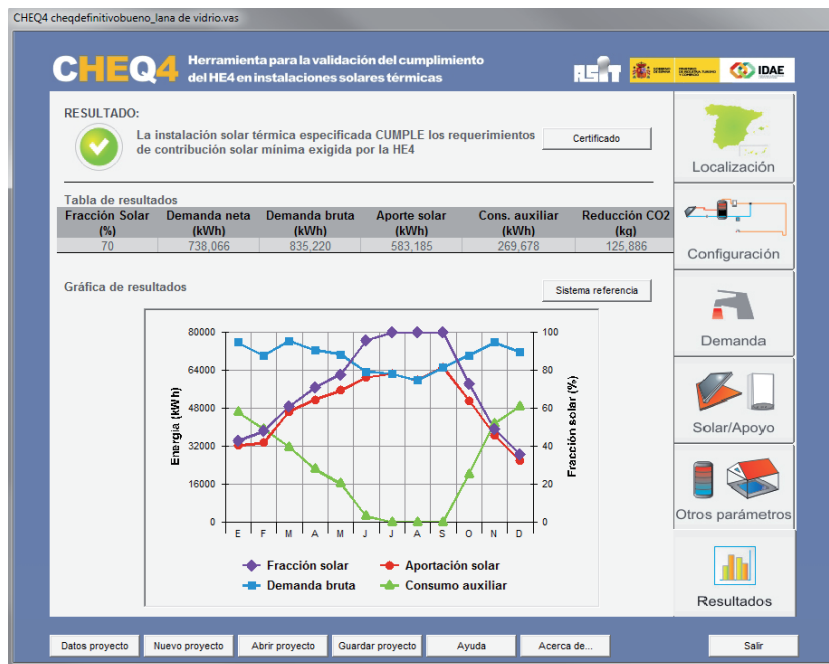 CHEQ4 cheqdefinitivobueno_lana de vidrio.vas
CHEQ4
Herramienta para la validación del cumplimiento
del HE4 en instalaciones solares térmicas
ASIT
IDAE
RESULTADO:
La instalación solar térmica especificada CUMPLE los requerimientos
de contribución solar mínima exigida por la HE4
Certificado
Tabla de resultados
Fracción Solar (%) Demanda neta (kWh) Demanda bruta (kWh) Aporte solar (kWh) Cons. auxiliar (kWh) Reducción CO2 (kg)
70 738,066 835,220 583,185 269,678 125,886
Gráfica de resultados
Sistema referencia
Energia (kWh)
80000
64000
48000
32000
16000
0
100
80
60
40
20
0
Fracción solar (%)
E F M A M J J A S O N D
Fracción solar Aportación solar
Demanda bruta Consumo auxiliar
Localización
Configuración
Demanda
Solar/Apoyo
Otros parámetros
Resultados
Datos proyecto Nuevo proyecto Abrir proyecto Guardar proyecto Ayuda Acerca de... Salir